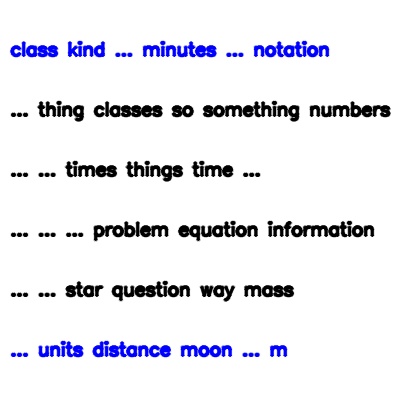 class kind ... minutes ... notation
... thing classes so something numbers
... ... times things time ...
... ... ... problem equation information
... ... star question way mass
... units distance moon ... m